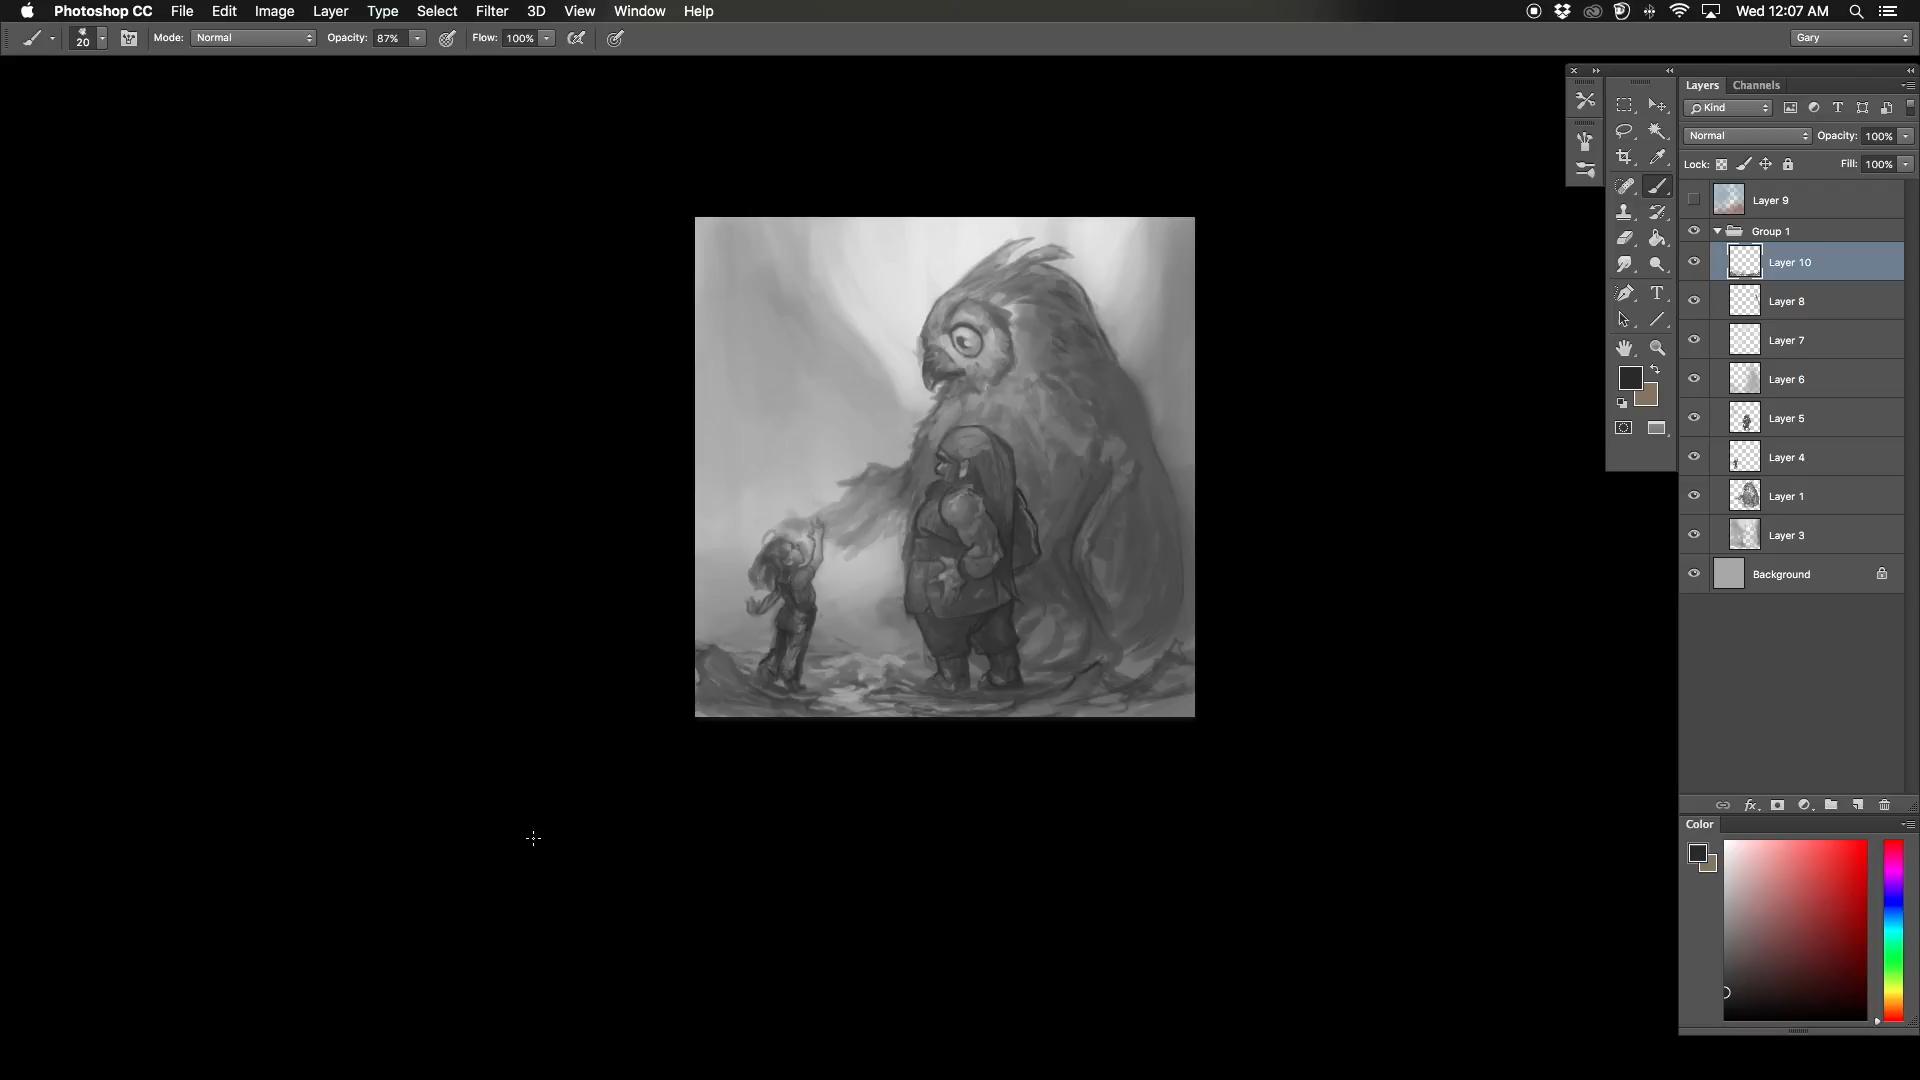 Photoshop CC File Edit Image Layer Type Select Filter 3D View Window Help Wed 12:07 AM
20 Mode: Normal Opacity: 87% Flow: 100% Gary
Layers Channels
Kind
Normal Opacity: 100%
Lock: Fill: 100%
Layer 9
Group 1
Layer 10
Layer 8
Layer 7
Layer 6
Layer 5
Layer 4
Layer 1
Layer 3
Background
fx
Color